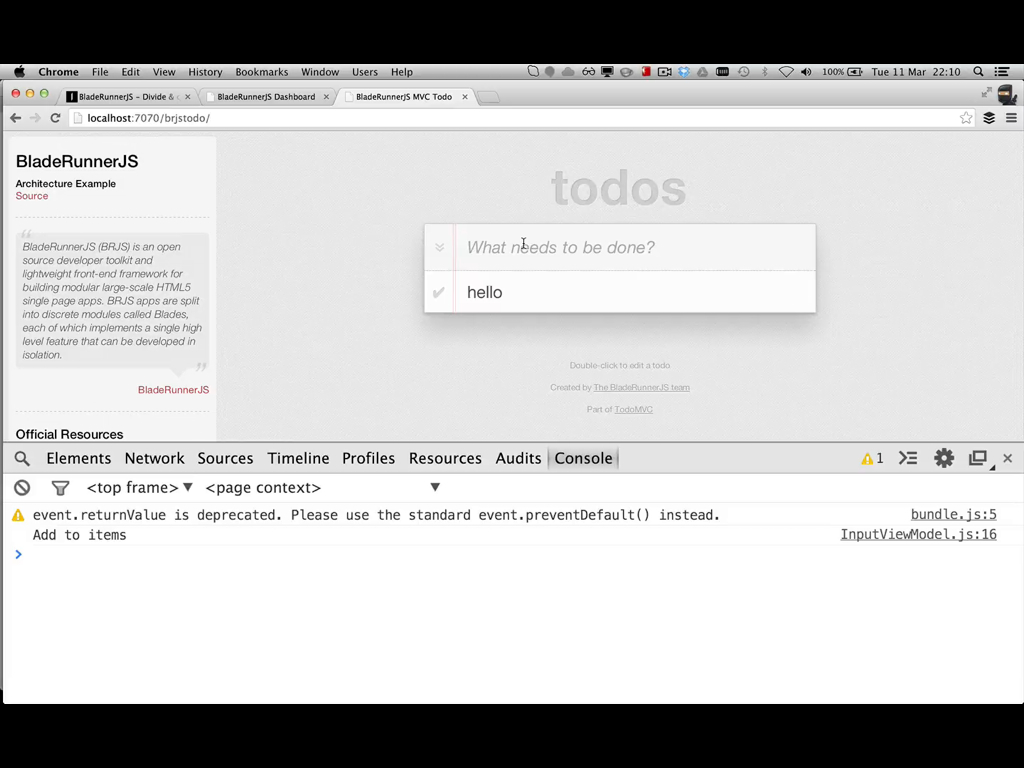 Chrome File Edit View History Bookmarks Window Users Help 100% Tue 11 Mar 22:10
BladeRunnerJS - Divide & BladeRunnerJS Dashboard BladeRunnerJS MVC Todo
localhost:7070/brjstodo/
BladeRunnerJS
Architecture Example
Source
BladeRunnerJS (BRJS) is an open
source developer toolkit and
lightweight front-end framework for
building modular large-scale HTML5
single page apps. BRJS apps are split
into discrete modules called Blades,
each of which implements a single high
level feature that can be developed in
isolation.
BladeRunnerJS
Official Resources
todos
What needs to be done?
hello
Double-click to edit a todo
Created by The BladeRunnerJS team
Part of TodoMVC
Elements Network Sources Timeline Profiles Resources Audits Console 1
<top frame> <page context>
event.returnValue is deprecated. Please use the standard event.preventDefault() instead. bundle.js:5
Add to items InputViewModel.js:16